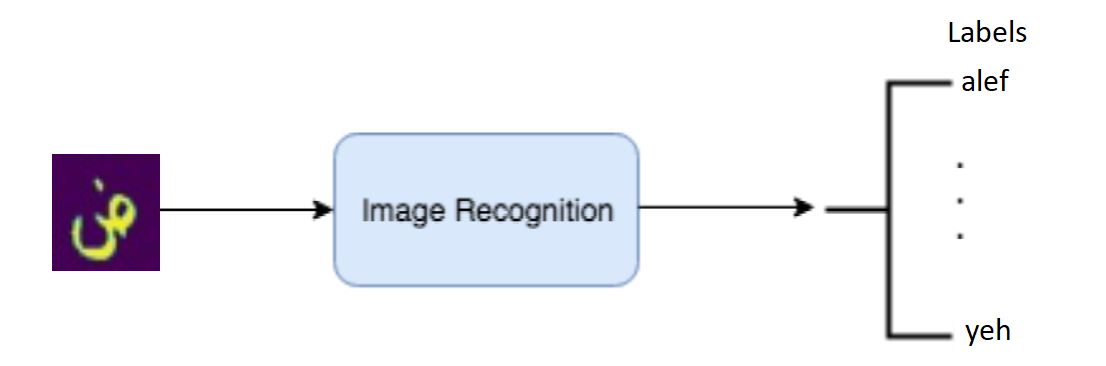 Labels
alef
ض
Image Recognition
.
.
.
yeh